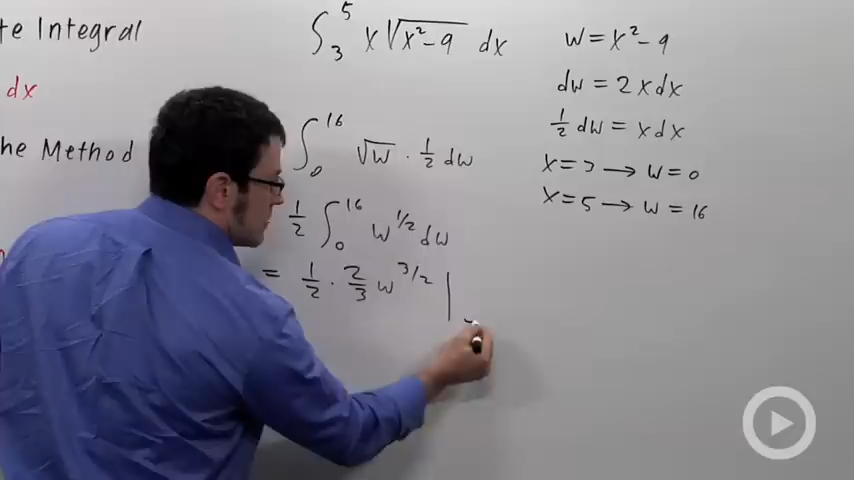 te Integral
dx
he Method
∫₃⁵ x√(x²-9) dx
∫₀¹⁶ √w · 1/2 dw
1/2 ∫₀¹⁶ w^(1/2) dw
= 1/2 · 2/3 w^(3/2) |
w = x² - 9
dw = 2x dx
1/2 dw = x dx
x=3 → w = 0
x=5 → w = 16